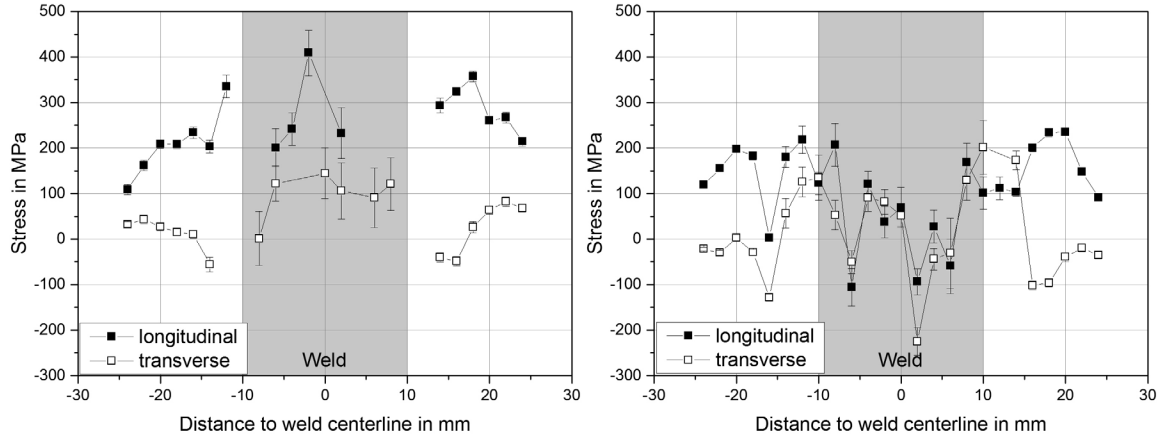 500
400
300
200
100
0
-100
-200
-300
Stress in MPa
longitudinal
transverse
Weld
-30 -20 -10 0 10 20 30
Distance to weld centerline in mm
500
400
300
200
100
0
-100
-200
-300
Stress in MPa
longitudinal
transverse
Weld
-30 -20 -10 0 10 20 30
Distance to weld centerline in mm